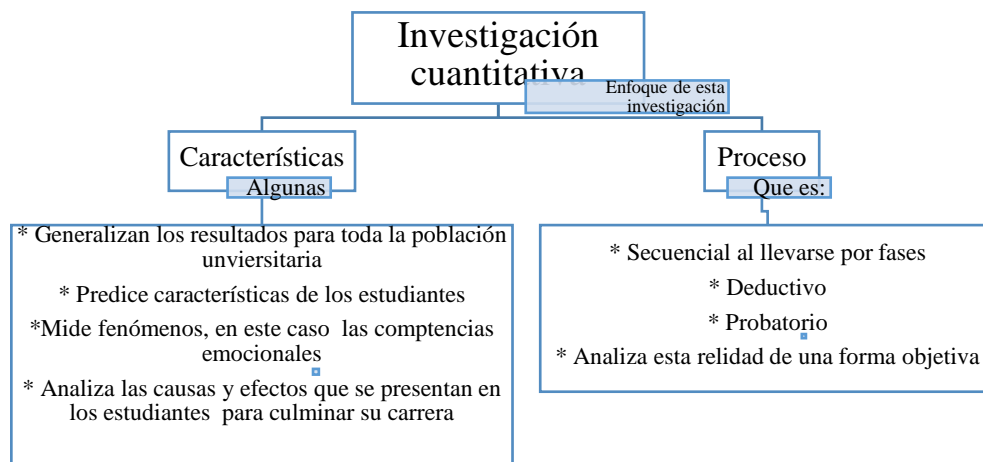 Investigación
cuantitativa
Enfoque de esta
investigación
Características
Algunas
* Generalizan los resultados para toda la población
unviersitaria
* Predice características de los estudiantes
*Mide fenómenos, en este caso las comptencias
emocionales
* Analiza las causas y efectos que se presentan en
los estudiantes para culminar su carrera
Proceso
Que es:
* Secuencial al llevarse por fases
* Deductivo
* Probatorio
* Analiza esta relidad de una forma objetiva